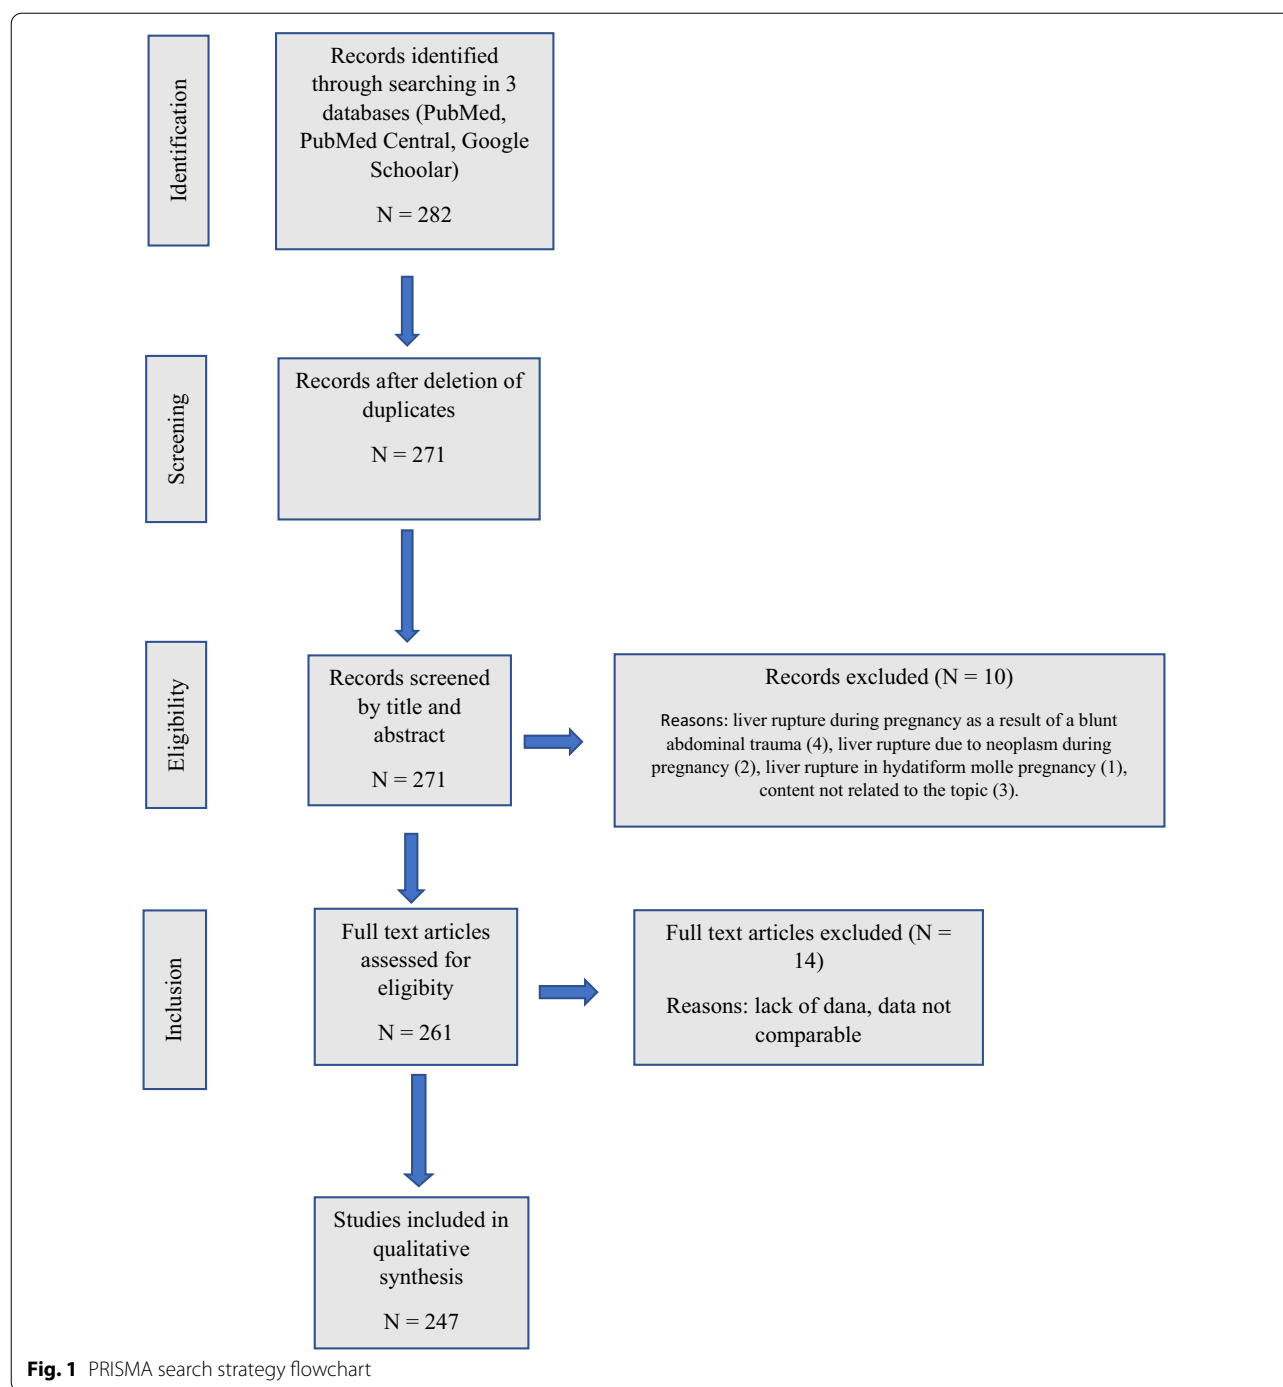 Identification
Records identified
through searching in 3
databases (PubMed,
PubMed Central, Google
Schoolar)
N = 282
Screening
Records after deletion of
duplicates
N = 271
Eligibility
Records screened
by title and
abstract
N = 271
Records excluded (N = 10)
Reasons: liver rupture during pregnancy as a result of a blunt
abdominal trauma (4), liver rupture due to neoplasm during
pregnancy (2), liver rupture in hydatiform molle pregnancy (1),
content not related to the topic (3).
Inclusion
Full text articles
assessed for
eligibity
N = 261
Full text articles excluded (N =
14)
Reasons: lack of dana, data not
comparable
Studies included in
qualitative
synthesis
N = 247
Fig. 1 PRISMA search strategy flowchart